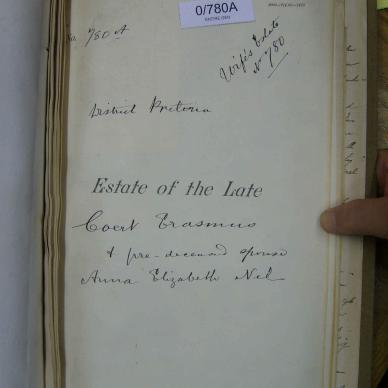 0/780A
No. 780 A
Wife's Estate
No 780
District Pretoria
Estate of the Late
Coert Erasmus
& pre-deceased spouse
Anna Elizabeth Nel